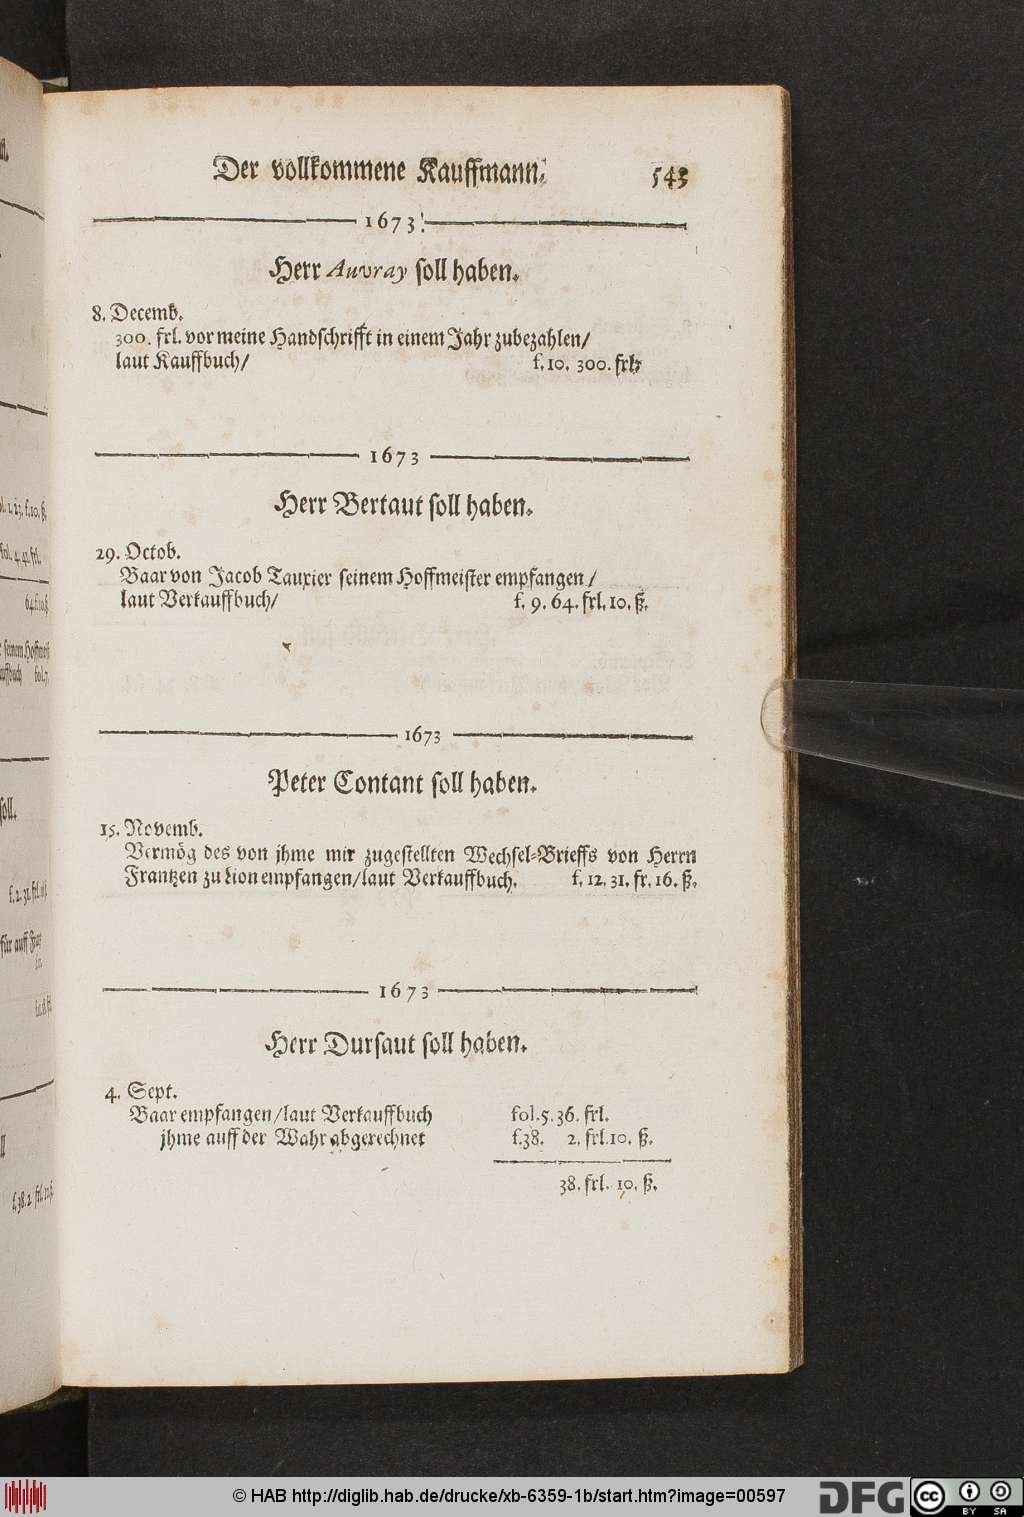 Der vollkommene Kauffmann. 543
1673.
Herr Auvray soll haben.
8. Decemb.
300. frl. vor meine Handschrifft in einem Jahr zubezahlen/
laut Kauffbuch/ f. 10. 300. frl.
1673
Herr Bertaut soll haben.
29. Octob.
Baar von Jacob Taupier seinem Hoffmeister empfangen/
laut Verkauffbuch/ f. 9. 64. frl. 10. ß.
1673
Peter Contant soll haben.
15. Novemb.
Vermög des von jhme mir zugestellten Wechsel-Brieffs von Herrn
Frantzen zu Lion empfangen/laut Verkauffbuch. f. 12. 31. fr. 16. ß.
1673
Herr Dursaut soll haben.
4. Sept.
Baar empfangen/laut Verkauffbuch fol. 5. 36. frl.
jhme auff der Wahr abgerechnet f. 38. 2. frl. 10. ß.
38. frl. 10. ß.
© HAB http://diglib.hab.de/drucke/xb-6359-1b/start.htm?image=00597
DFG
cc
BY SA